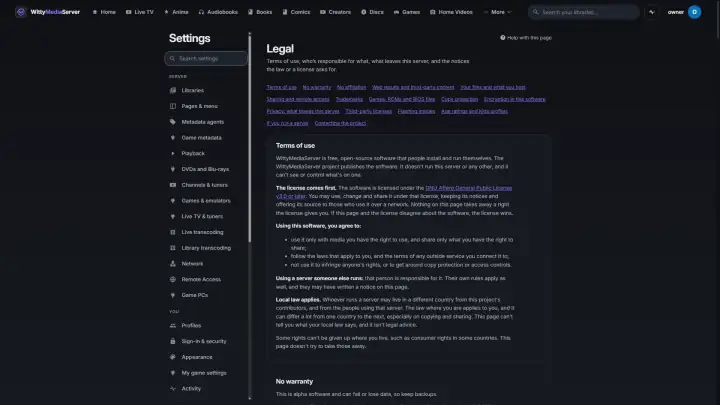 WittyMediaServer
Home
Live TV
Anime
Audiobooks
Books
Comics
Creators
Discs
Games
Home Videos
More
Search your libraries...
owner
D
Settings
Search settings
SERVER
Libraries
Pages & menu
Metadata agents
Game metadata
Playback
DVDs and Blu-rays
Channels & tuners
Games & emulators
Live TV & tuners
Live transcoding
Library transcoding
Network
Remote Access
Game PCs
YOU
Profiles
Sign-in & security
Appearance
My game settings
Activity
Help with this page
Legal
Terms of use, who's responsible for what, what leaves this server, and the notices
the law or a license asks for.
Terms of use No warranty No affiliation Web results and third-party content Your files and what you host
Sharing and remote access Trademarks Games, ROMs and BIOS files Copy protection Encryption in this software
Privacy: what leaves this server Third-party licenses Flashing images Age ratings and Kids profiles
If you run a server Contacting the project
Terms of use
WittyMediaServer is free, open-source software that people install and run themselves. The
WittyMediaServer project publishes the software. It doesn't run this server or any other, and it
can't see or control what's on one.
The license comes first. The software is licensed under the GNU Affero General Public License
v3.0 or later. You may use, change and share it under that license, keeping its notices and
offering its source to those who use it over a network. Nothing on this page takes away a right
the license gives you. If this page and the license disagree about the software, the license wins.
Using this software, you agree to:
• use it only with media you have the right to use, and share only what you have the right to
share;
• follow the laws that apply to you, and the terms of any outside service you connect it to;
• not use it to infringe anyone's rights, or to get around copy protection or access controls.
Using a server someone else runs: that person is responsible for it. Their own rules apply as
well, and they may have written a notice on this page.
Local law applies. Whoever runs a server may live in a different country from this project's
contributors, and from the people using that server. The law where you are applies to you, and it
can differ a lot from one country to the next, especially on copying and sharing. This page can't
tell you what your local law says, and it isn't legal advice.
Some rights can't be given up where you live, such as consumer rights in some countries. This
page doesn't try to take those away.
No warranty
This is alpha software and can fail or lose data, so keep backups.